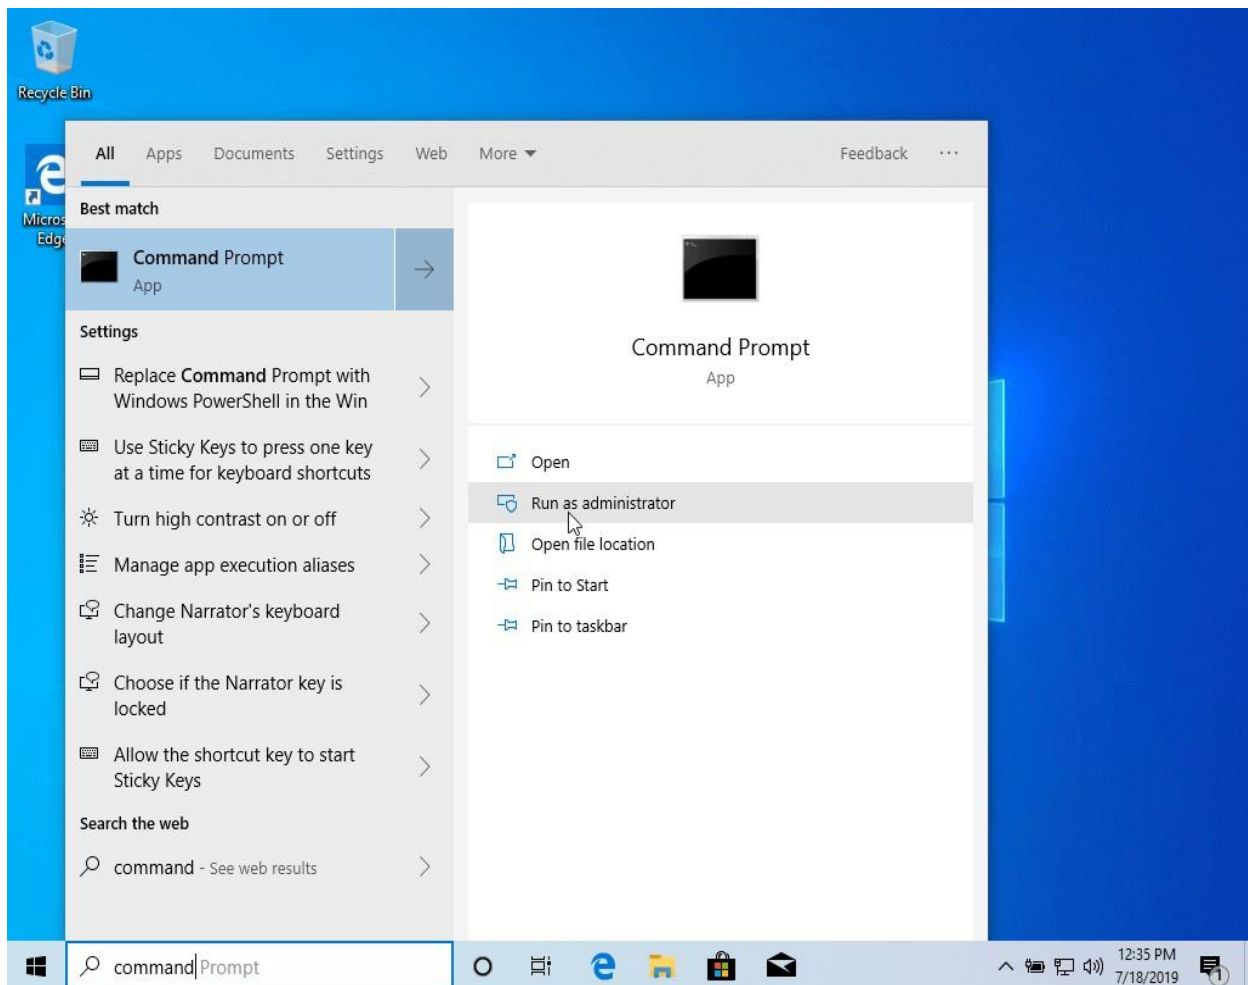 Recycle Bin
Micros
Edge
All Apps Documents Settings Web More Feedback ...
Best match
Command Prompt
App
Settings
Replace Command Prompt with
Windows PowerShell in the Win
Use Sticky Keys to press one key
at a time for keyboard shortcuts
Turn high contrast on or off
Manage app execution aliases
Change Narrator's keyboard
layout
Choose if the Narrator key is
locked
Allow the shortcut key to start
Sticky Keys
Search the web
command - See web results
Command Prompt
App
Open
Run as administrator
Open file location
Pin to Start
Pin to taskbar
command Prompt
12:35 PM
7/18/2019
1